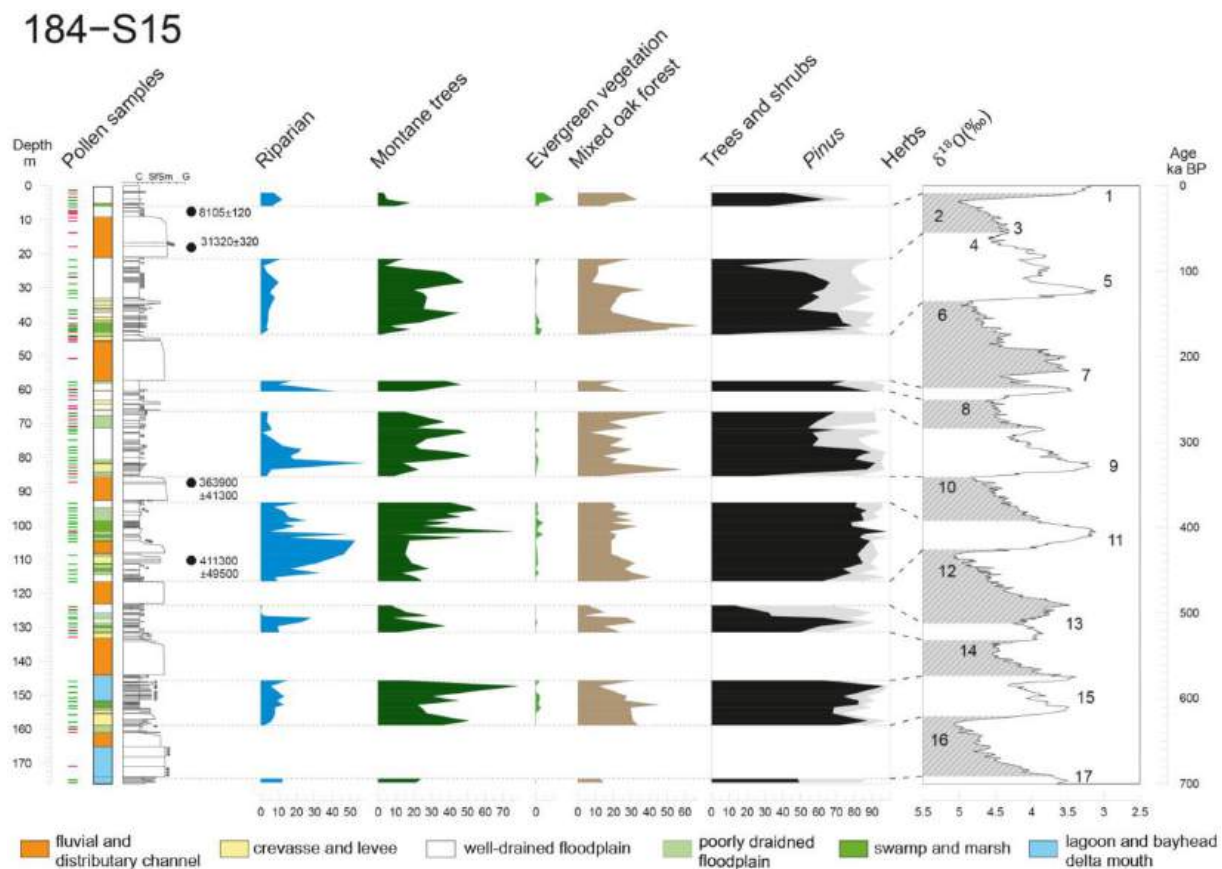 184–S15
Pollen samples
Riparian
Montane trees
Evergreen vegetation
Mixed oak forest
Trees and shrubs
Pinus
Herbs
δ18O(‰)
Depth
m
Age
ka BP
C SfSm G
0
10
20
30
40
50
60
70
80
90
100
110
120
130
140
150
160
170
8105±120
31320±320
363900
±41300
411300
±49500
1
2
3
4
5
6
7
8
9
10
11
12
13
14
15
16
17
0
100
200
300
400
500
600
700
0 10 20 30 40 50
0 10 20 30 40 50 60 70
0
0 10 20 30 40 50 60
0 10 20 30 40 50 60 70 80 90
5.5 5 4.5 4 3.5 3 2.5
fluvial and
distributary channel
crevasse and levee
well-drained floodplain
poorly draidned
floodplain
swamp and marsh
lagoon and bayhead
delta mouth